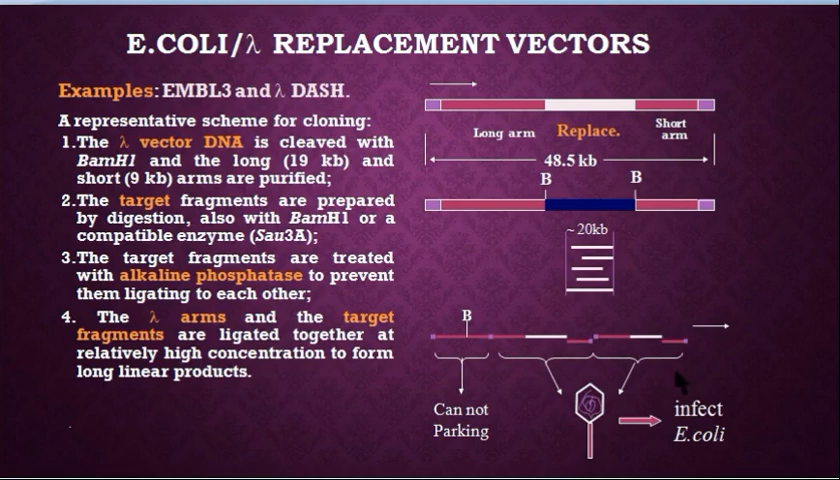 E.COLI/λ REPLACEMENT VECTORS
Examples: EMBL3 and λ DASH.
A representative scheme for cloning:
1.The λ vector DNA is cleaved with
BamH1 and the long (19 kb) and
short (9 kb) arms are purified;
2.The target fragments are prepared
by digestion, also with BamH1 or a
compatible enzyme (Sau3A);
3.The target fragments are treated
with alkaline phosphatase to prevent
them ligating to each other;
4. The λ arms and the target
fragments are ligated together at
relatively high concentration to form
long linear products.
Long arm
Replace.
Short
arm
48.5 kb
B
B
~ 20kb
B
Can not
Parking
infect
E.coli